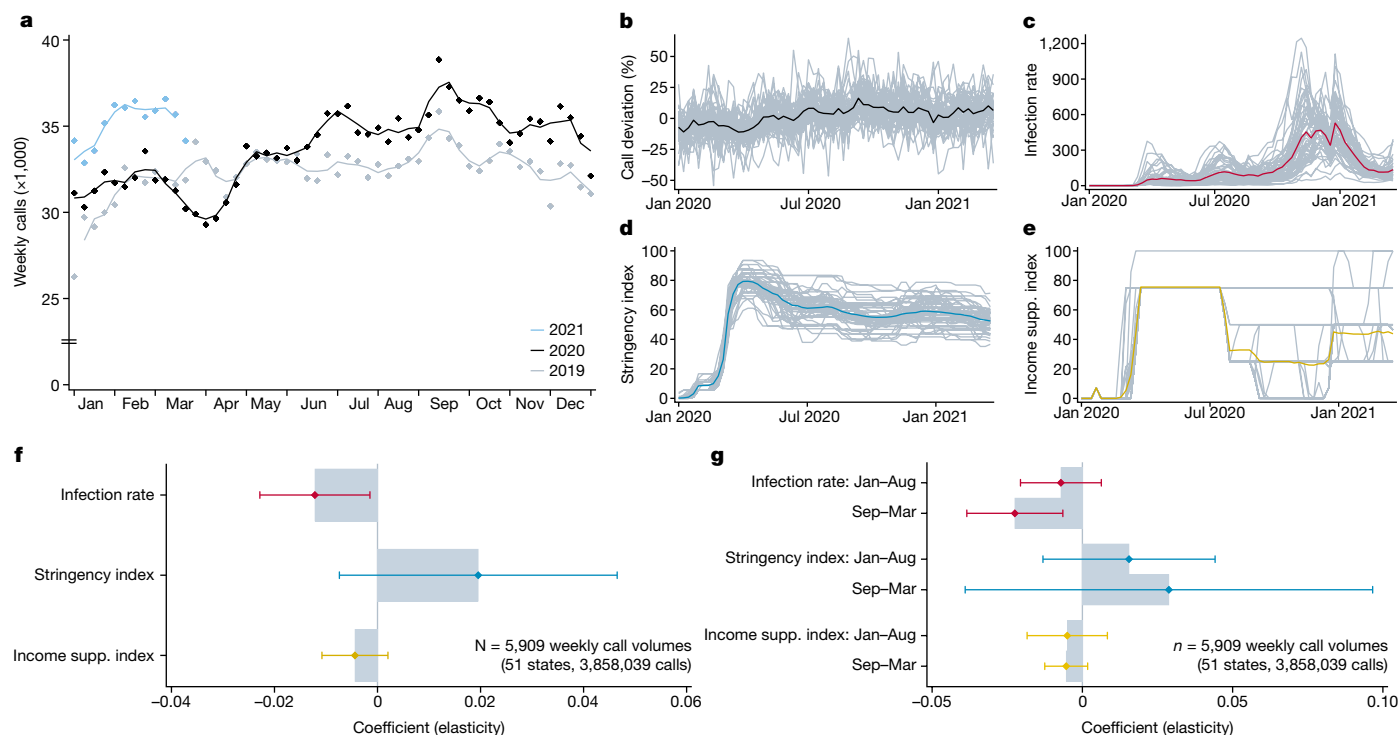 a
Weekly calls (×1,000)
40
35
30
25
0
2021
2020
2019
Jan Feb Mar Apr May Jun Jul Aug Sep Oct Nov Dec
b
Call deviation (%)
50
25
0
−25
−50
Jan 2020 Jul 2020 Jan 2021
c
Infection rate
1,200
900
600
300
0
Jan 2020 Jul 2020 Jan 2021
d
Stringency index
100
80
60
40
20
0
Jan 2020 Jul 2020 Jan 2021
e
Income supp. index
100
80
60
40
20
0
Jan 2020 Jul 2020 Jan 2021
f
Infection rate
Stringency index
Income supp. index
N = 5,909 weekly call volumes
(51 states, 3,858,039 calls)
−0.04 −0.02 0 0.02 0.04 0.06
Coefficient (elasticity)
g
Infection rate: Jan–Aug
Sep–Mar
Stringency index: Jan–Aug
Sep–Mar
Income supp. index: Jan–Aug
Sep–Mar
n = 5,909 weekly call volumes
(51 states, 3,858,039 calls)
−0.05 0 0.05 0.10
Coefficient (elasticity)